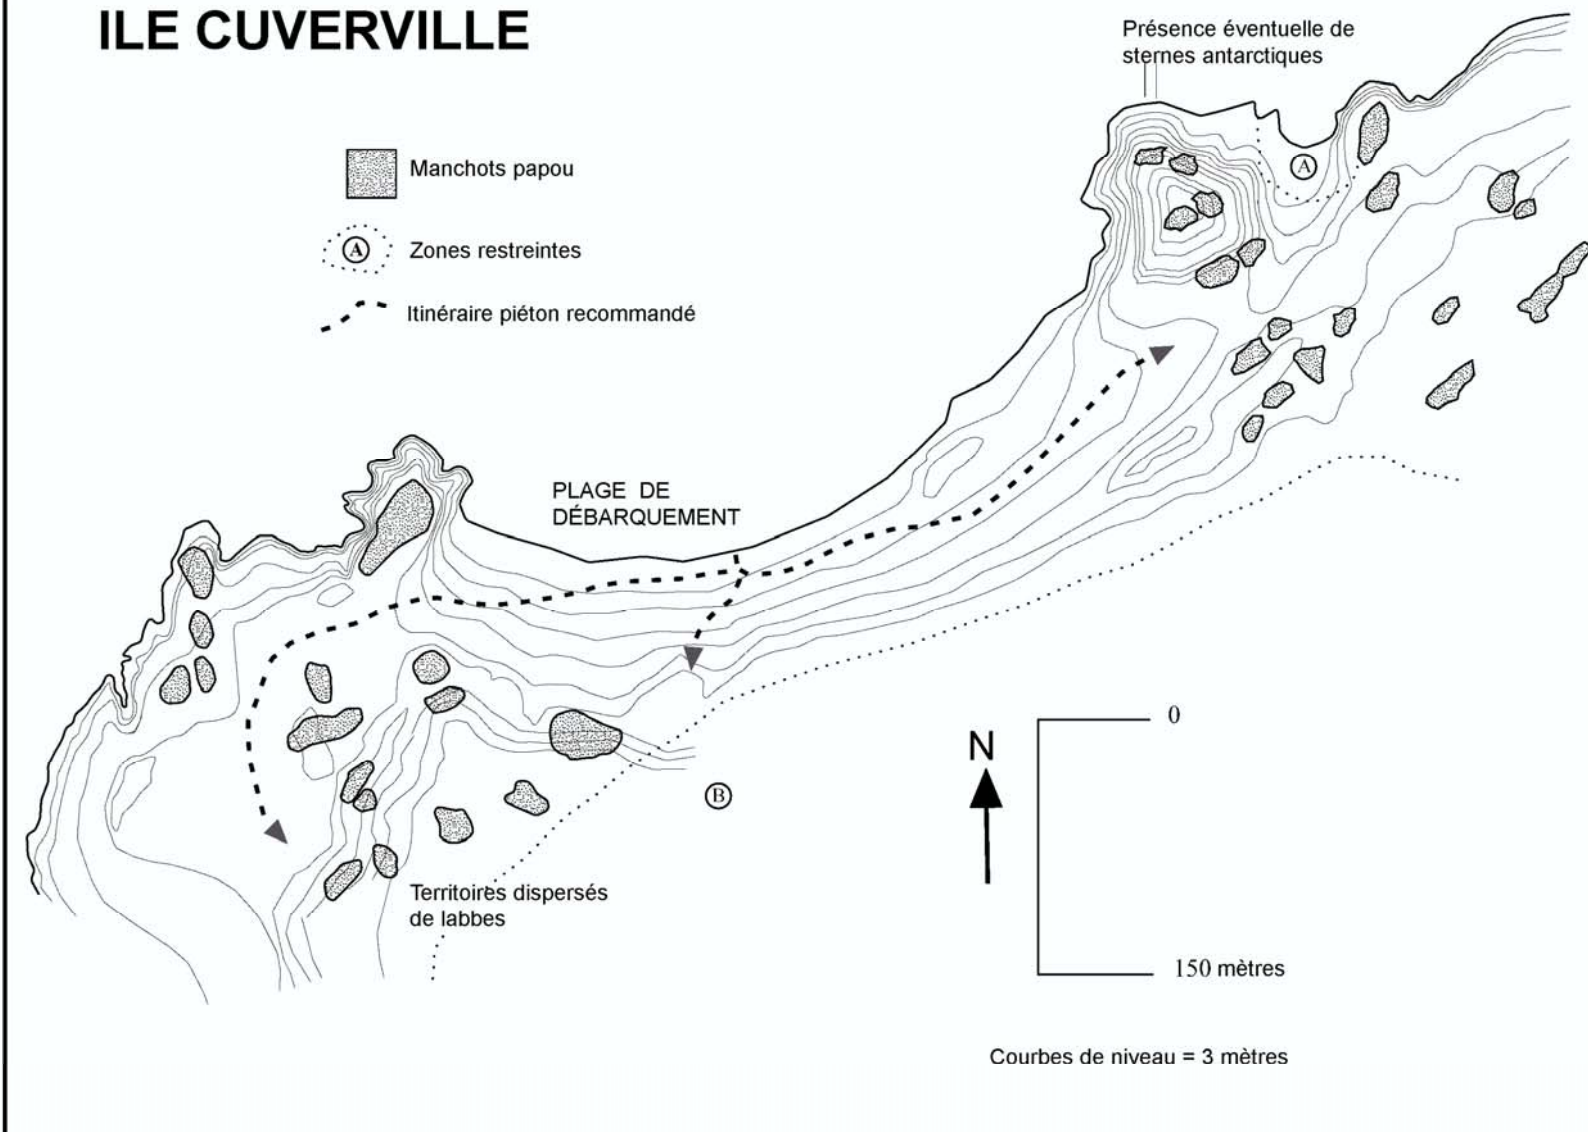 ILE CUVERVILLE
Présence éventuelle de
sternes antarctiques
Manchots papou
A
Zones restreintes
Itinéraire piéton recommandé
A
PLAGE DE
DÉBARQUEMENT
0
N
B
Territoires dispersés
de labbes
150 mètres
Courbes de niveau = 3 mètres